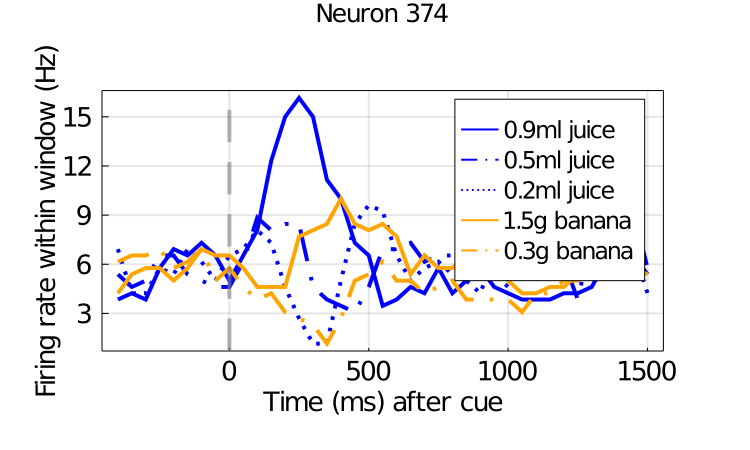 Neuron 374
Firing rate within window (Hz)
15
12
9
6
3
0.9ml juice
0.5ml juice
0.2ml juice
1.5g banana
0.3g banana
0
500
1000
1500
Time (ms) after cue